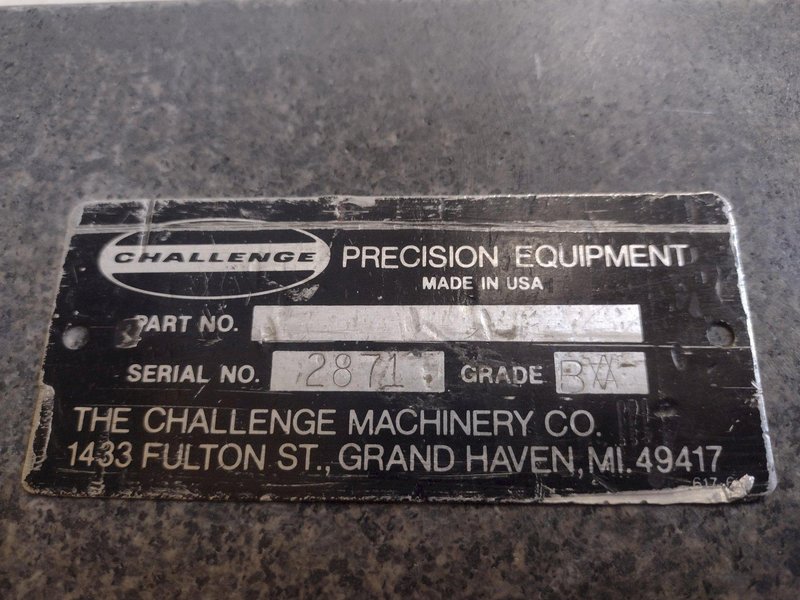 CHALLENGE PRECISION EQUIPMENT
MADE IN USA
PART NO.
SERIAL NO. 2871 GRADE
THE CHALLENGE MACHINERY CO.
1433 FULTON ST., GRAND HAVEN, MI. 49417